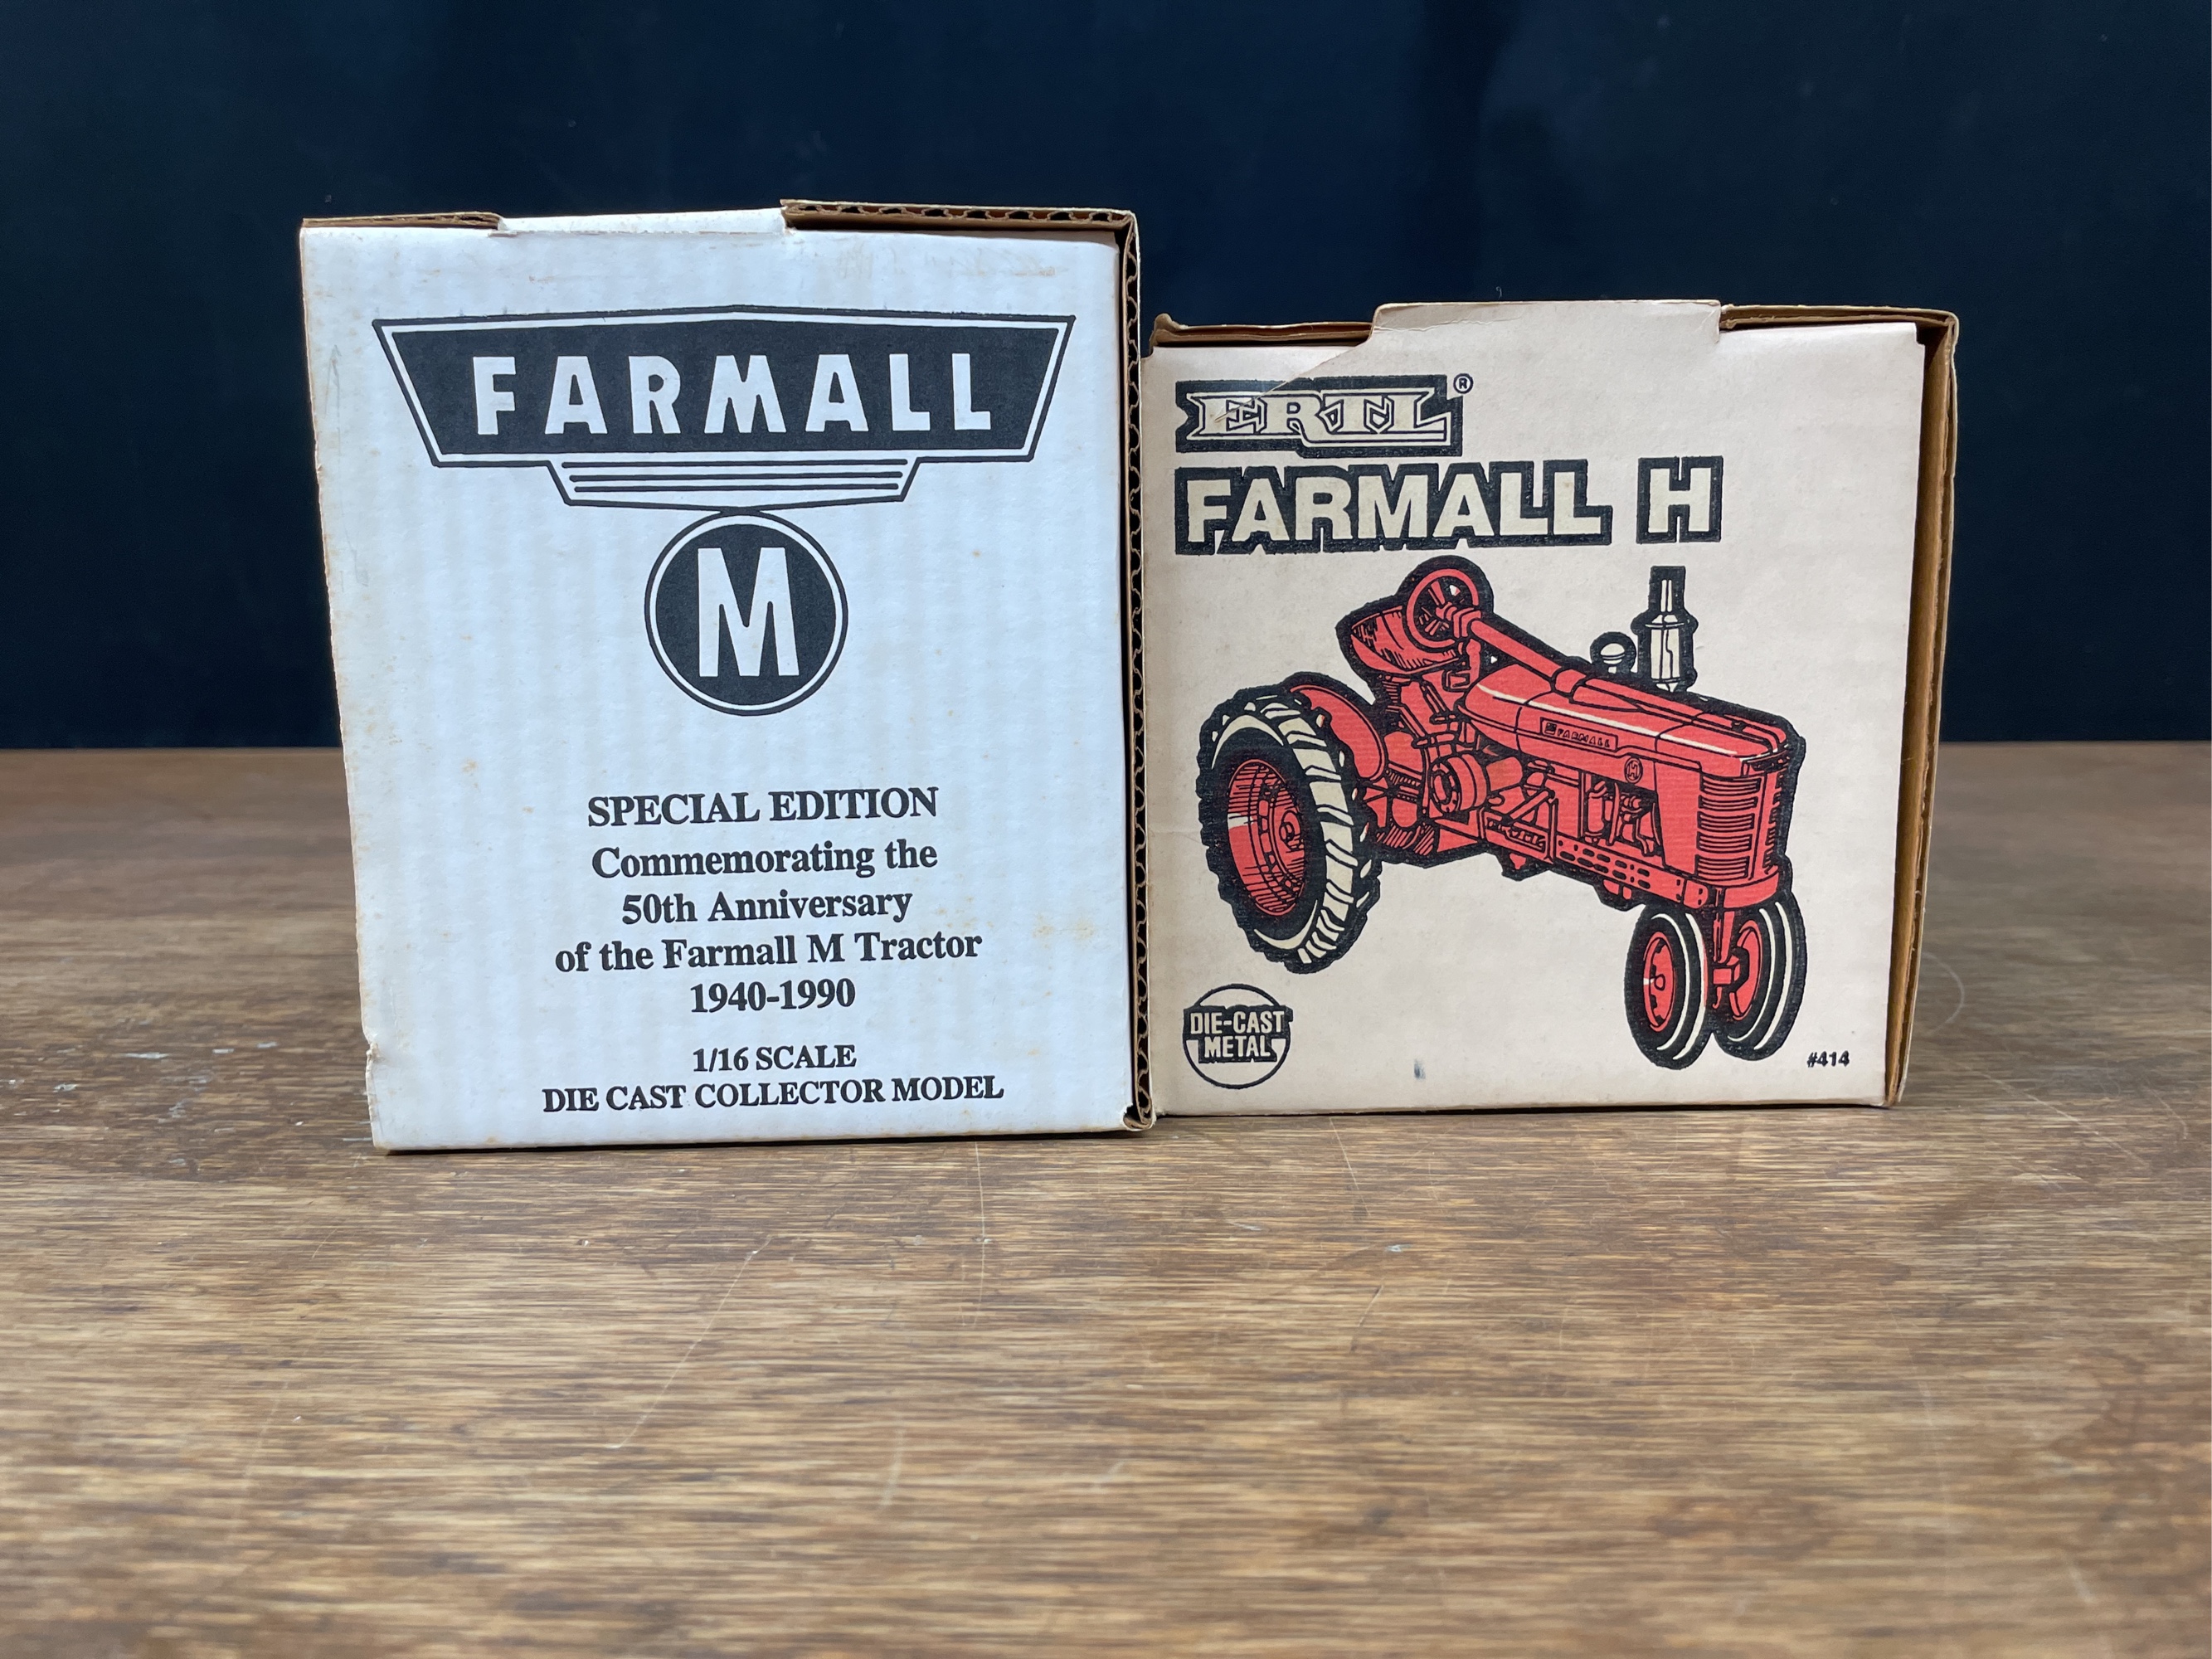 FARMALL
M
SPECIAL EDITION
Commemorating the
50th Anniversary
of the Farmall M Tractor
1940-1990
1/16 SCALE
DIE CAST COLLECTOR MODEL
ERTL®
FARMALL H
FARMALL
H
DIE-CAST
METAL
#414